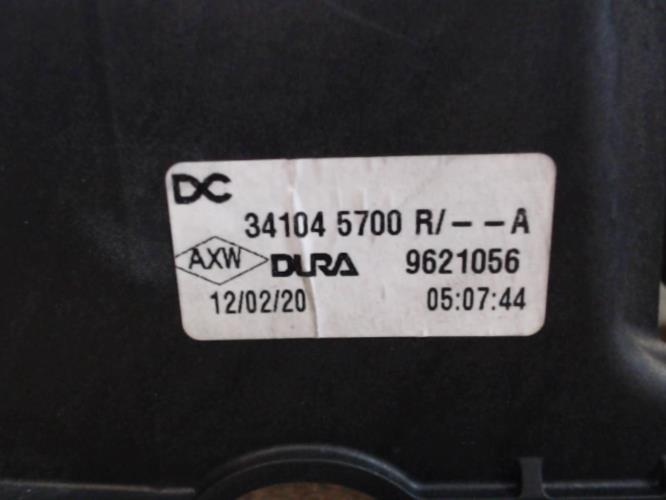 DC
34104 5700 R/--A
AXW DURA 9621056
12/02/20 05:07:44